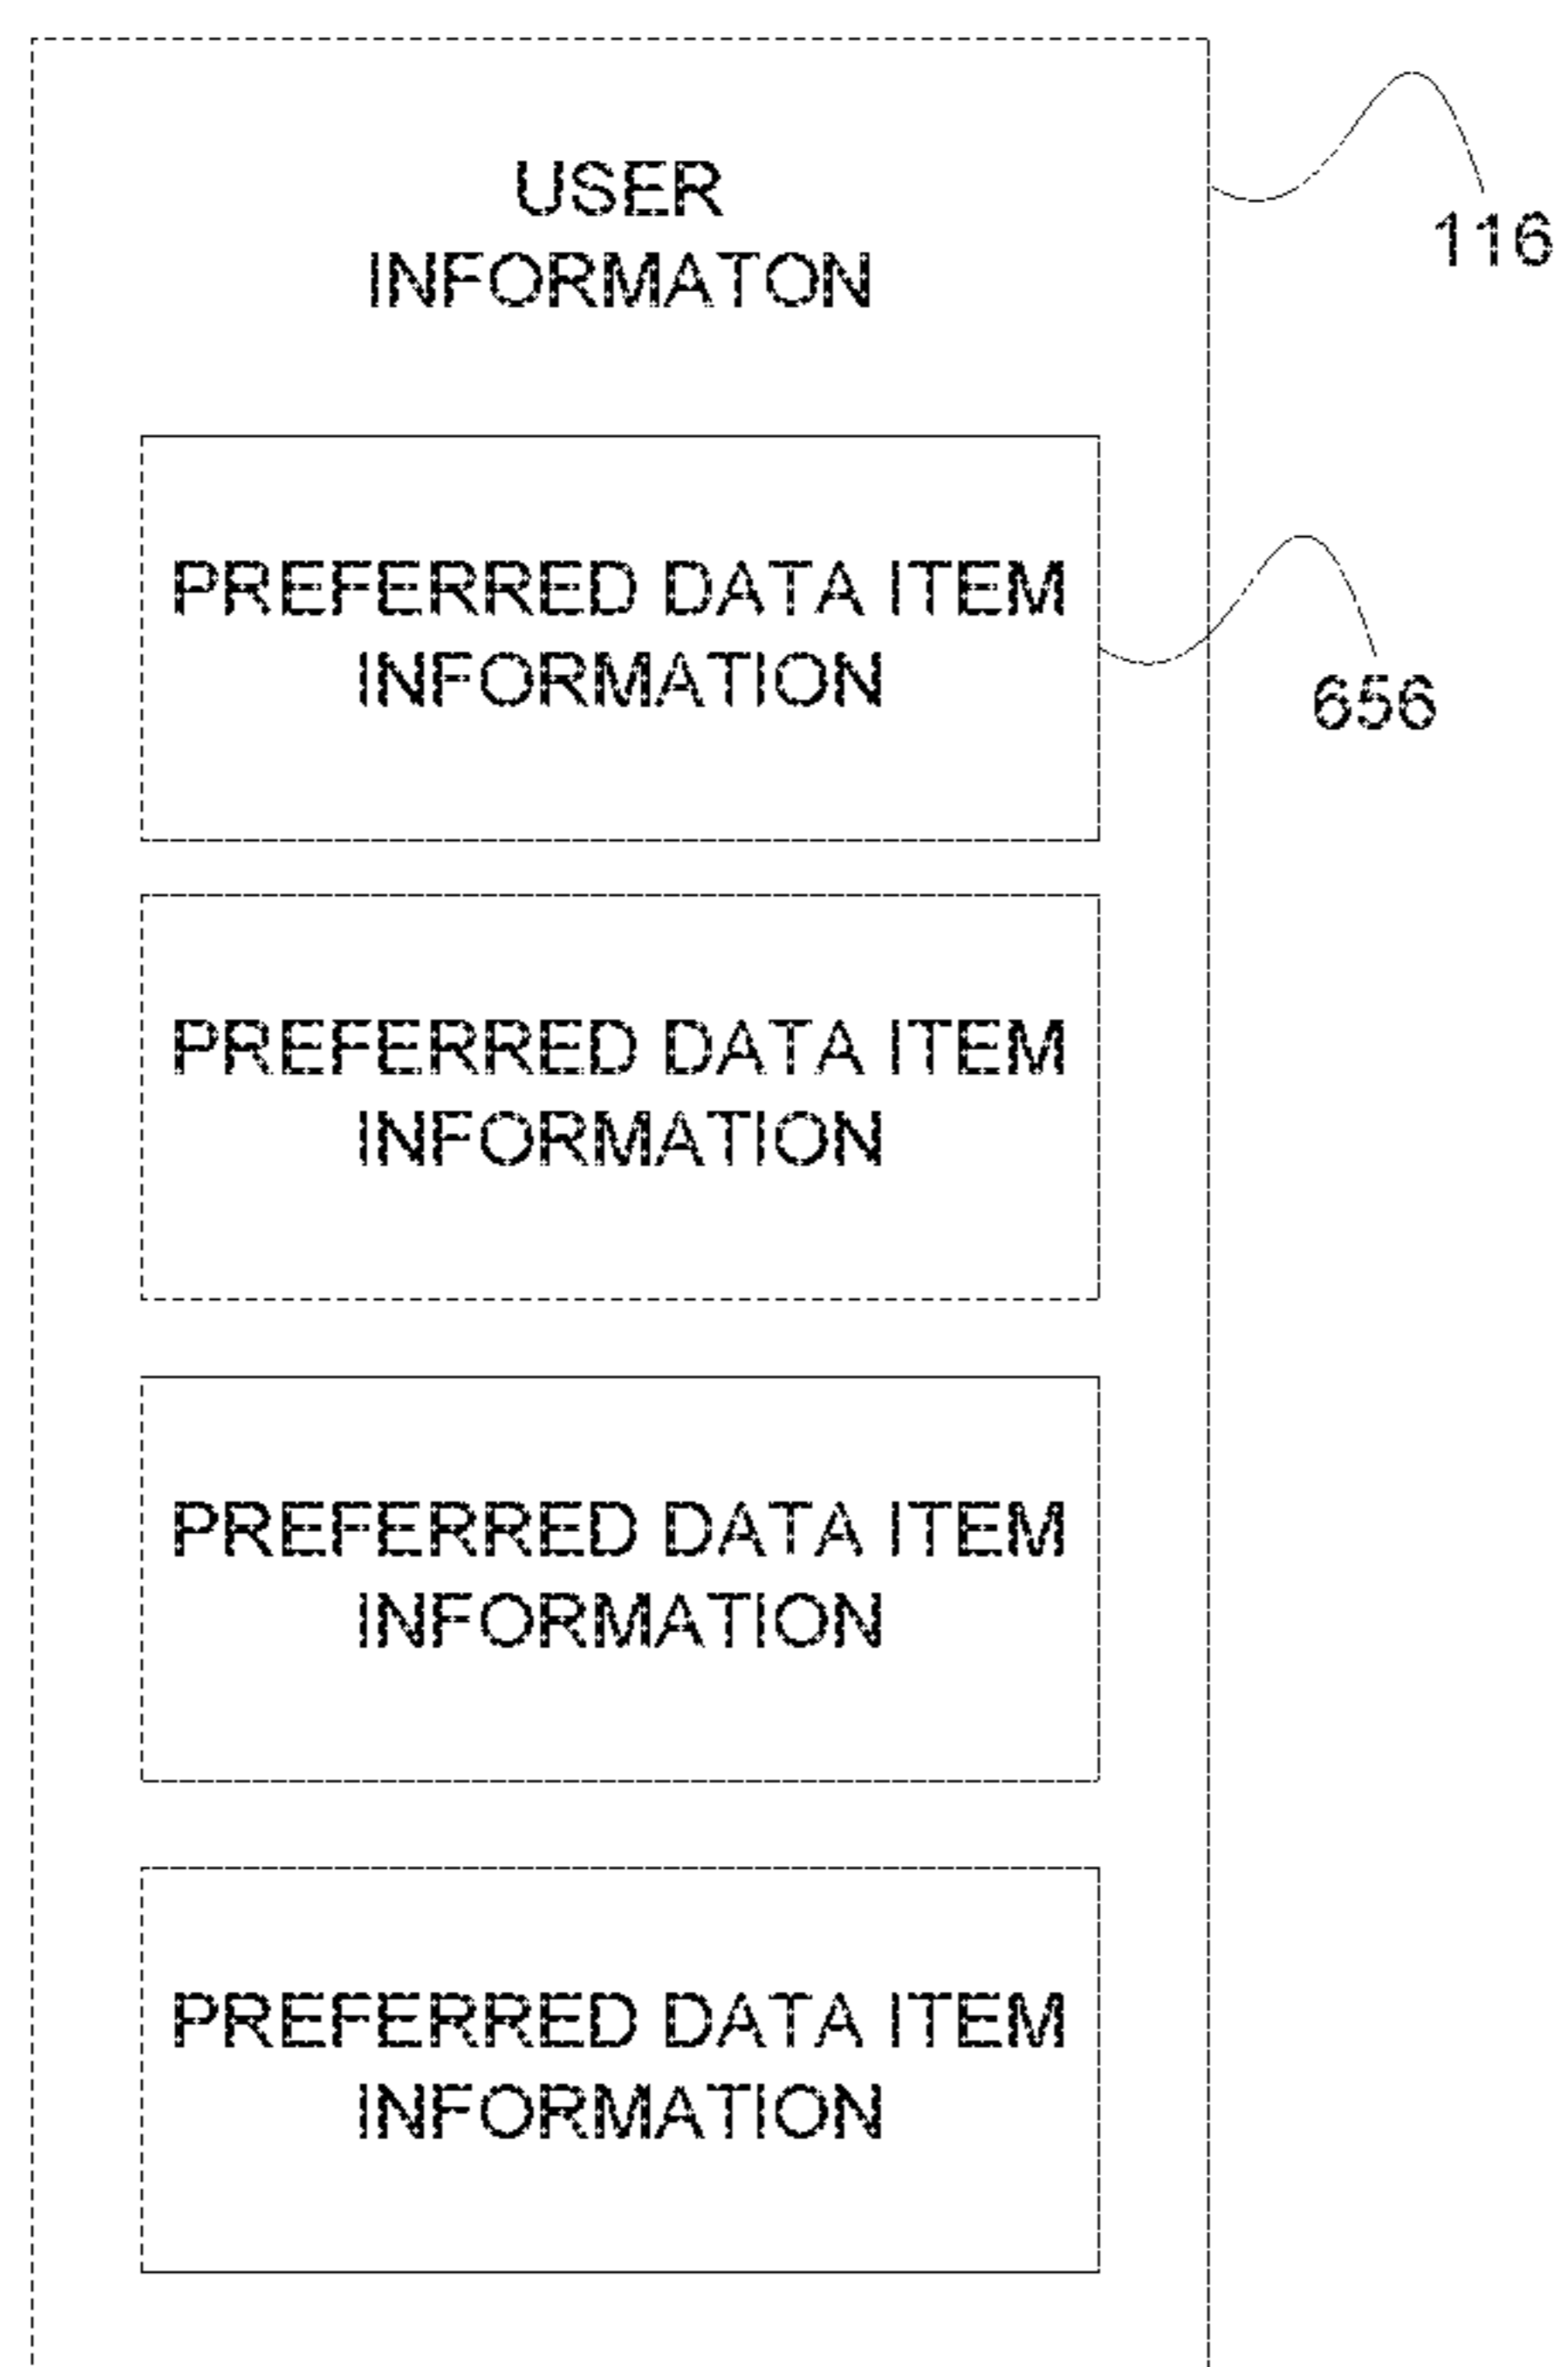 USER
INFORMATON
116
PREFERRED DATA ITEM
INFORMATION
656
PREFERRED DATA ITEM
INFORMATION
PREFERRED DATA ITEM
INFORMATION
PREFERRED DATA ITEM
INFORMATION